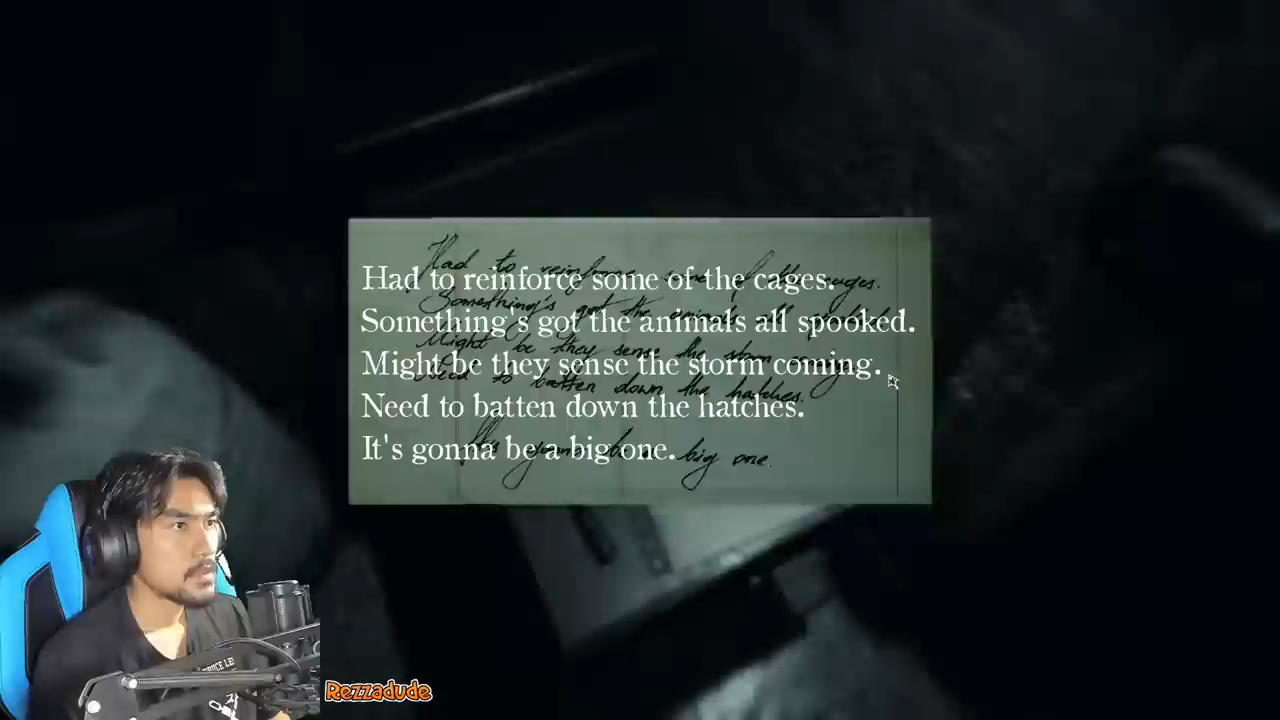 Had to reinforce some of the cages.
Something's got the animals all spooked.
Might be they sense the storm coming.
Need to batten down the hatches.
It's gonna be a big one.
Rezzadude